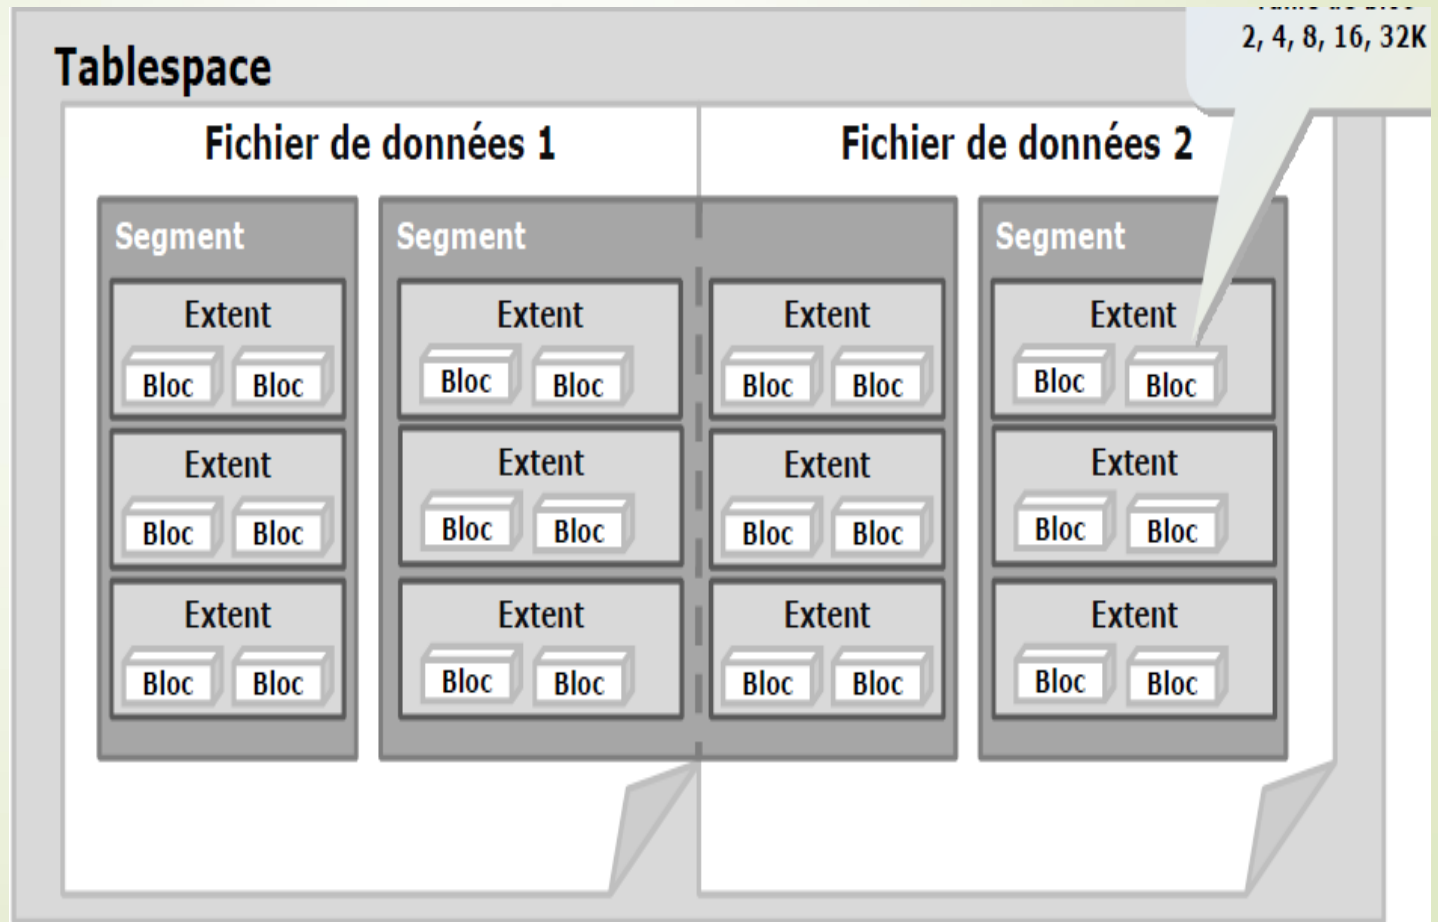 2, 4, 8, 16, 32K
Tablespace
Fichier de données 1
Fichier de données 2
Segment
Segment
Segment
Extent
Extent
Extent
Extent
Bloc
Bloc
Bloc
Bloc
Bloc
Bloc
Bloc
Bloc
Extent
Extent
Extent
Extent
Bloc
Bloc
Bloc
Bloc
Bloc
Bloc
Bloc
Bloc
Extent
Extent
Extent
Extent
Bloc
Bloc
Bloc
Bloc
Bloc
Bloc
Bloc
Bloc